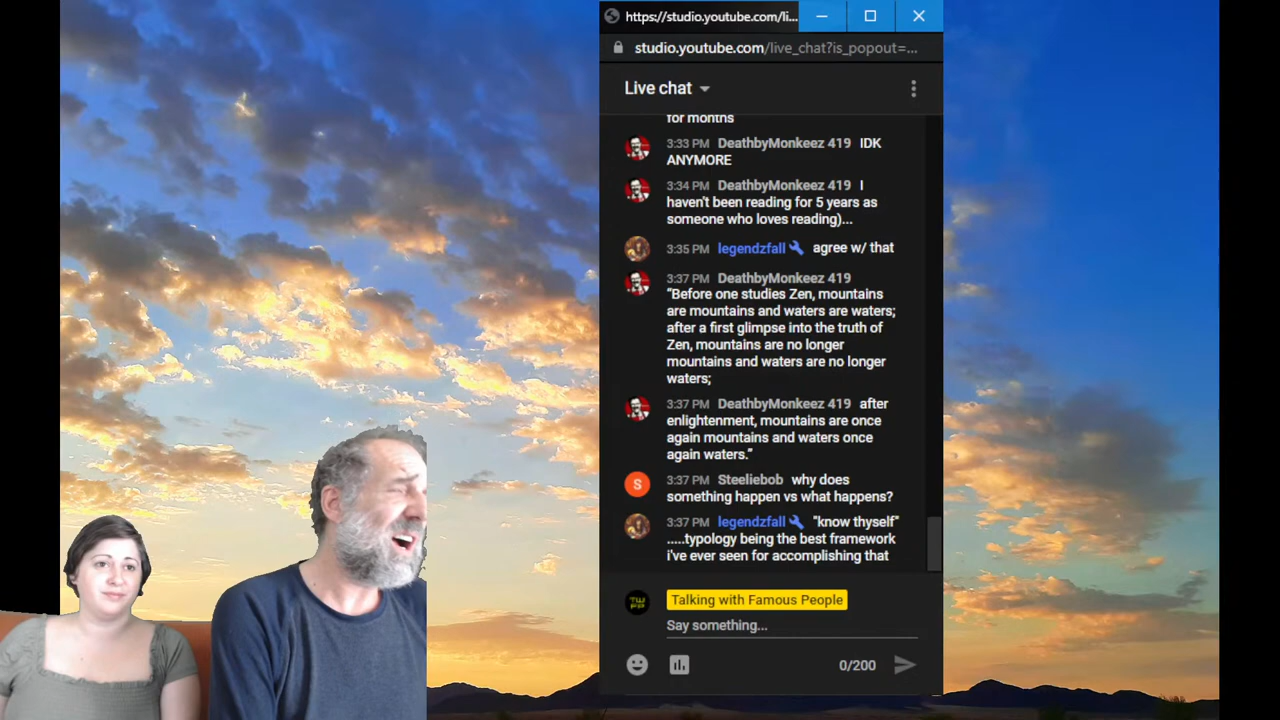 https://studio.youtube.com/li...
studio.youtube.com/live_chat?is_popout=...
Live chat
for months
3:33 PM DeathbyMonkeez 419 IDK
ANYMORE
3:34 PM DeathbyMonkeez 419 I
haven't been reading for 5 years as
someone who loves reading)...
3:35 PM legendzfall agree w/ that
3:37 PM DeathbyMonkeez 419
“Before one studies Zen, mountains
are mountains and waters are waters;
after a first glimpse into the truth of
Zen, mountains are no longer
mountains and waters are no longer
waters;
3:37 PM DeathbyMonkeez 419 after
enlightenment, mountains are once
again mountains and waters once
again waters.”
S
3:37 PM Steeliebob why does
something happen vs what happens?
3:37 PM legendzfall "know thyself"
.....typology being the best framework
i've ever seen for accomplishing that
Talking with Famous People
Say something...
0/200